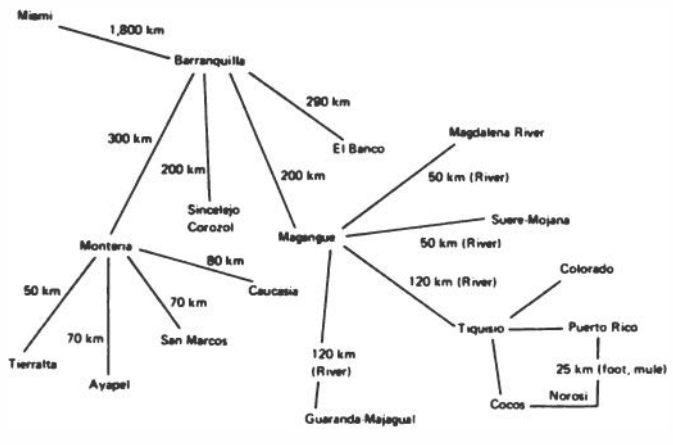 Miami
1,800 km
Barranquilla
290 km
300 km
El Banco
Magdalena River
200 km
200 km
50 km (River)
Sincelejo
Corozol
Suere-Mojana
Magangue
Monteria
50 km (River)
80 km
Colorado
120 km (River)
50 km
Caucasia
70 km
Tiquisio
Puerto Rico
70 km
San Marcos
120 km
(River)
Tierralta
25 km (foot, mule)
Ayapel
Norosi
Cocos
Guaranda-Majagual